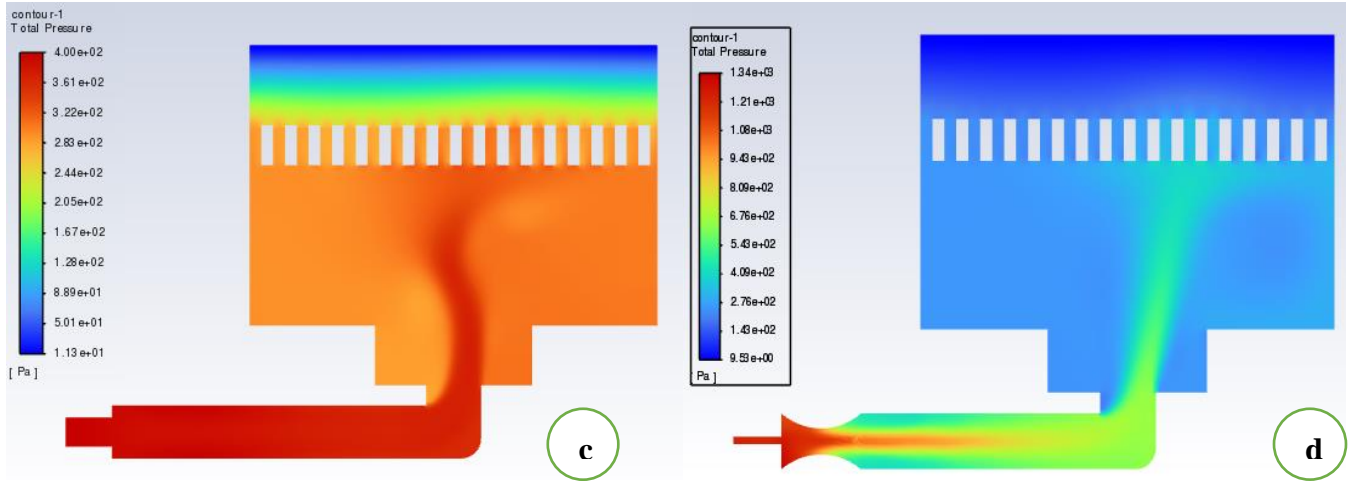 contour-1
Total Pressure
4.00e+02
3.61e+02
3.22e+02
2.83e+02
2.44e+02
2.05e+02
1.67e+02
1.28e+02
8.89e+01
5.01e+01
1.13e+01
[ Pa ]
c
contour-1
Total Pressure
1.34e+03
1.21e+03
1.08e+03
9.43e+02
8.09e+02
6.76e+02
5.43e+02
4.09e+02
2.76e+02
1.43e+02
9.53e+00
[ Pa ]
d